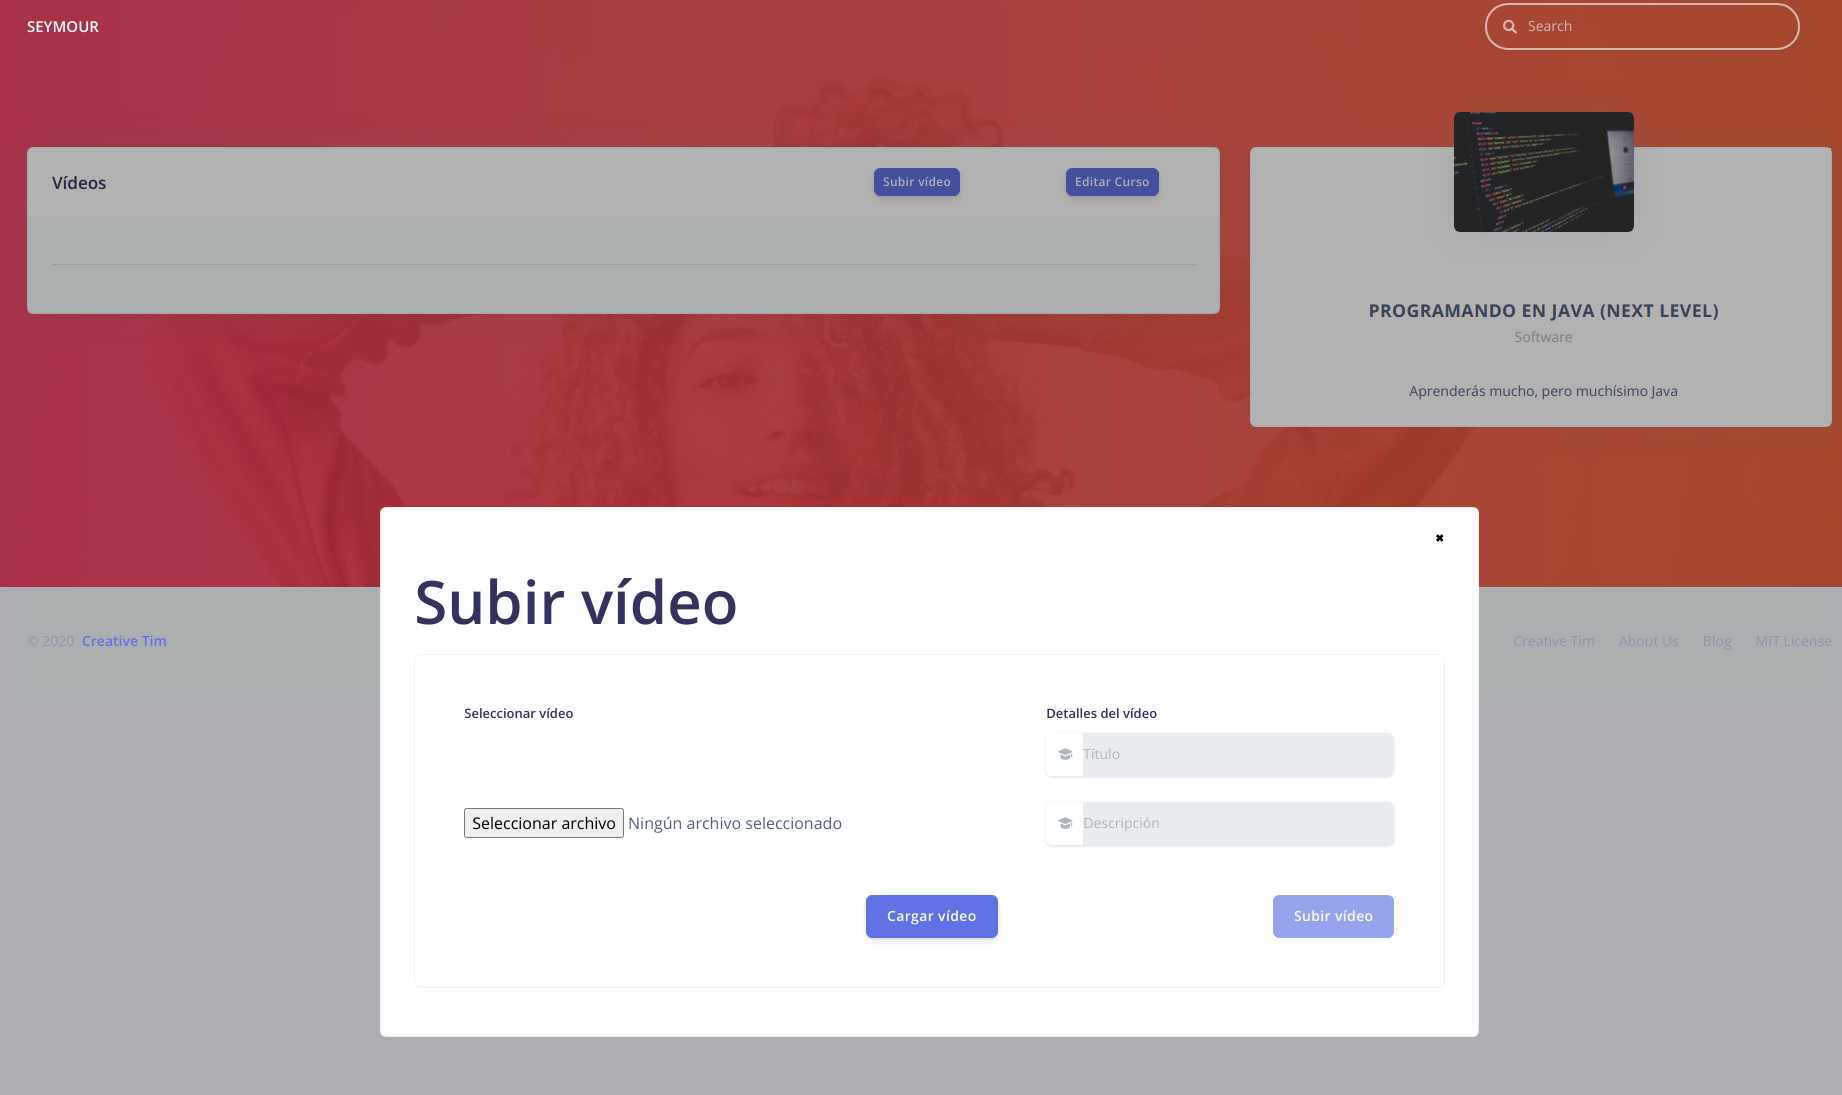 SEYMOUR
Search
Vídeos
Subir vídeo
Editar Curso
PROGRAMANDO EN JAVA (NEXT LEVEL)
Software
Aprenderás mucho, pero muchísimo Java
Subir vídeo
Seleccionar vídeo
Detalles del vídeo
Título
Seleccionar archivo Ningún archivo seleccionado
Descripción
Cargar vídeo
Subir vídeo
© 2020 Creative Tim
Creative Tim About Us Blog MIT License